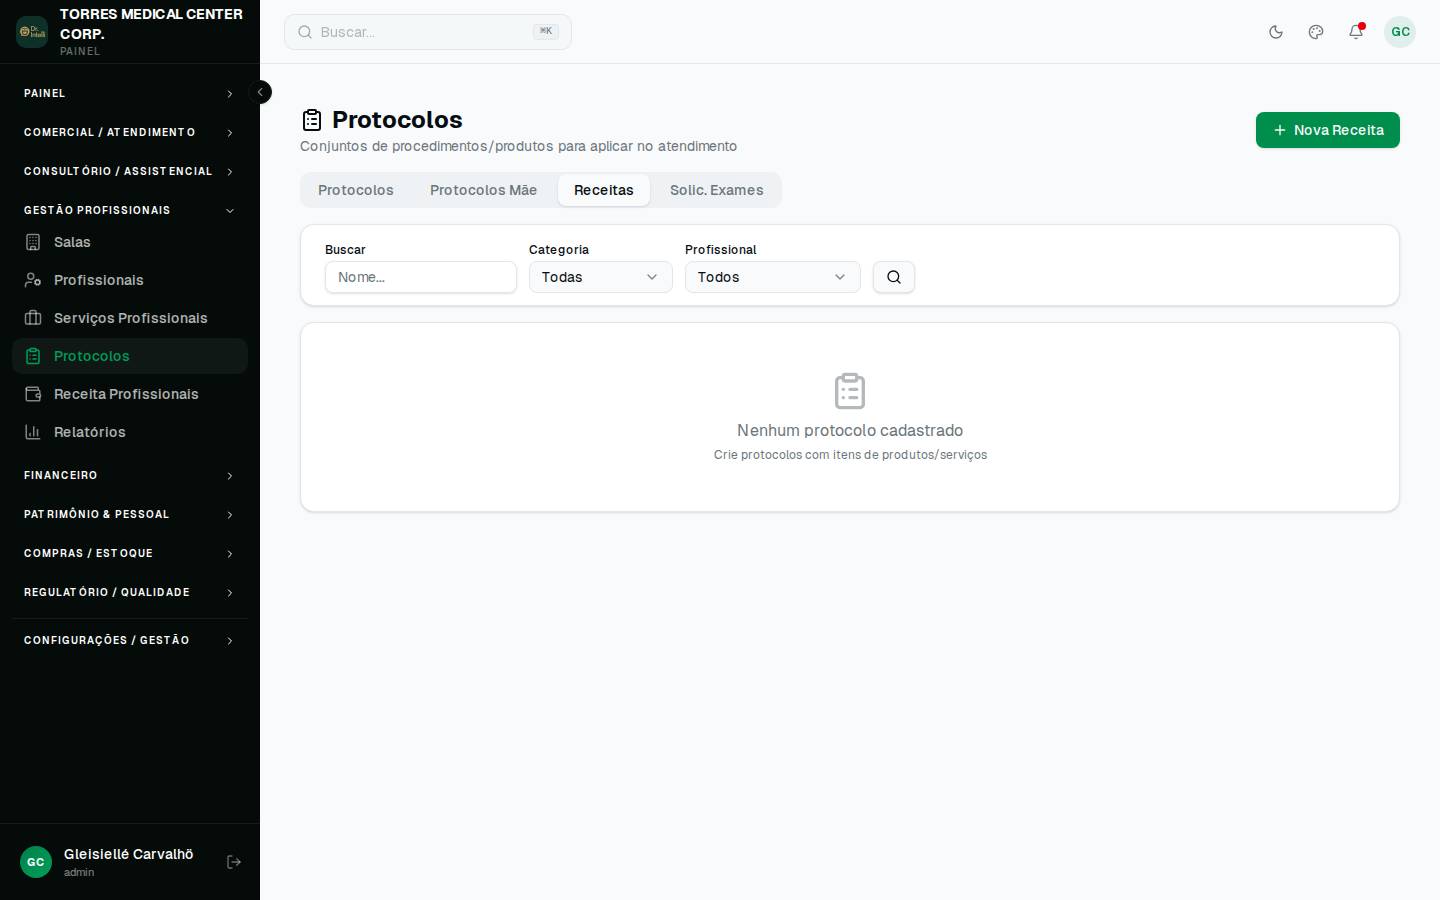 TORRES MEDICAL CENTER
CORP.
PAINEL
Buscar...
⌘K
GC
PAINEL
COMERCIAL / ATENDIMENTO
CONSULTÓRIO / ASSISTENCIAL
GESTÃO PROFISSIONAIS
Salas
Profissionais
Serviços Profissionais
Protocolos
Receita Profissionais
Relatórios
FINANCEIRO
PATRIMÔNIO & PESSOAL
COMPRAS / ESTOQUE
REGULATÓRIO / QUALIDADE
CONFIGURAÇÕES / GESTÃO
GC
Gleisiellé Carvalhö
admin
Protocolos
Conjuntos de procedimentos/produtos para aplicar no atendimento
Nova Receita
Protocolos
Protocolos Mãe
Receitas
Solic. Exames
Buscar
Categoria
Profissional
Nome...
Todas
Todos
Nenhum protocolo cadastrado
Crie protocolos com itens de produtos/serviços